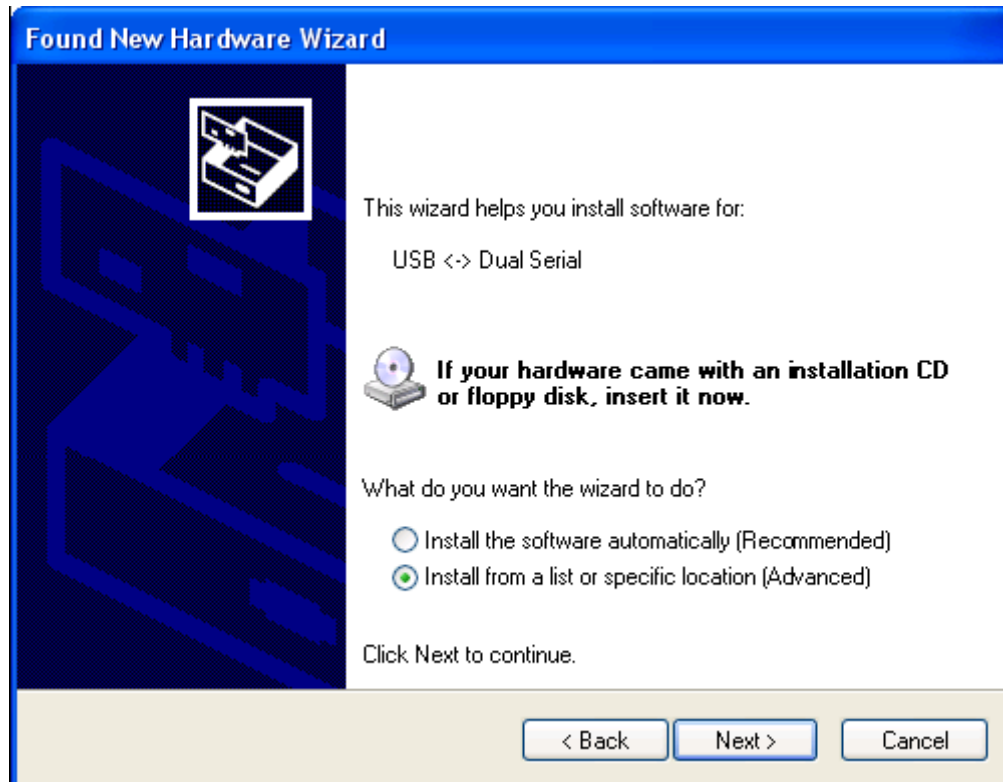 Found New Hardware Wizard
This wizard helps you install software for:
USB <-> Dual Serial
If your hardware came with an installation CD
or floppy disk, insert it now.
What do you want the wizard to do?
Install the software automatically (Recommended)
Install from a list or specific location (Advanced)
Click Next to continue.
< Back
Next >
Cancel